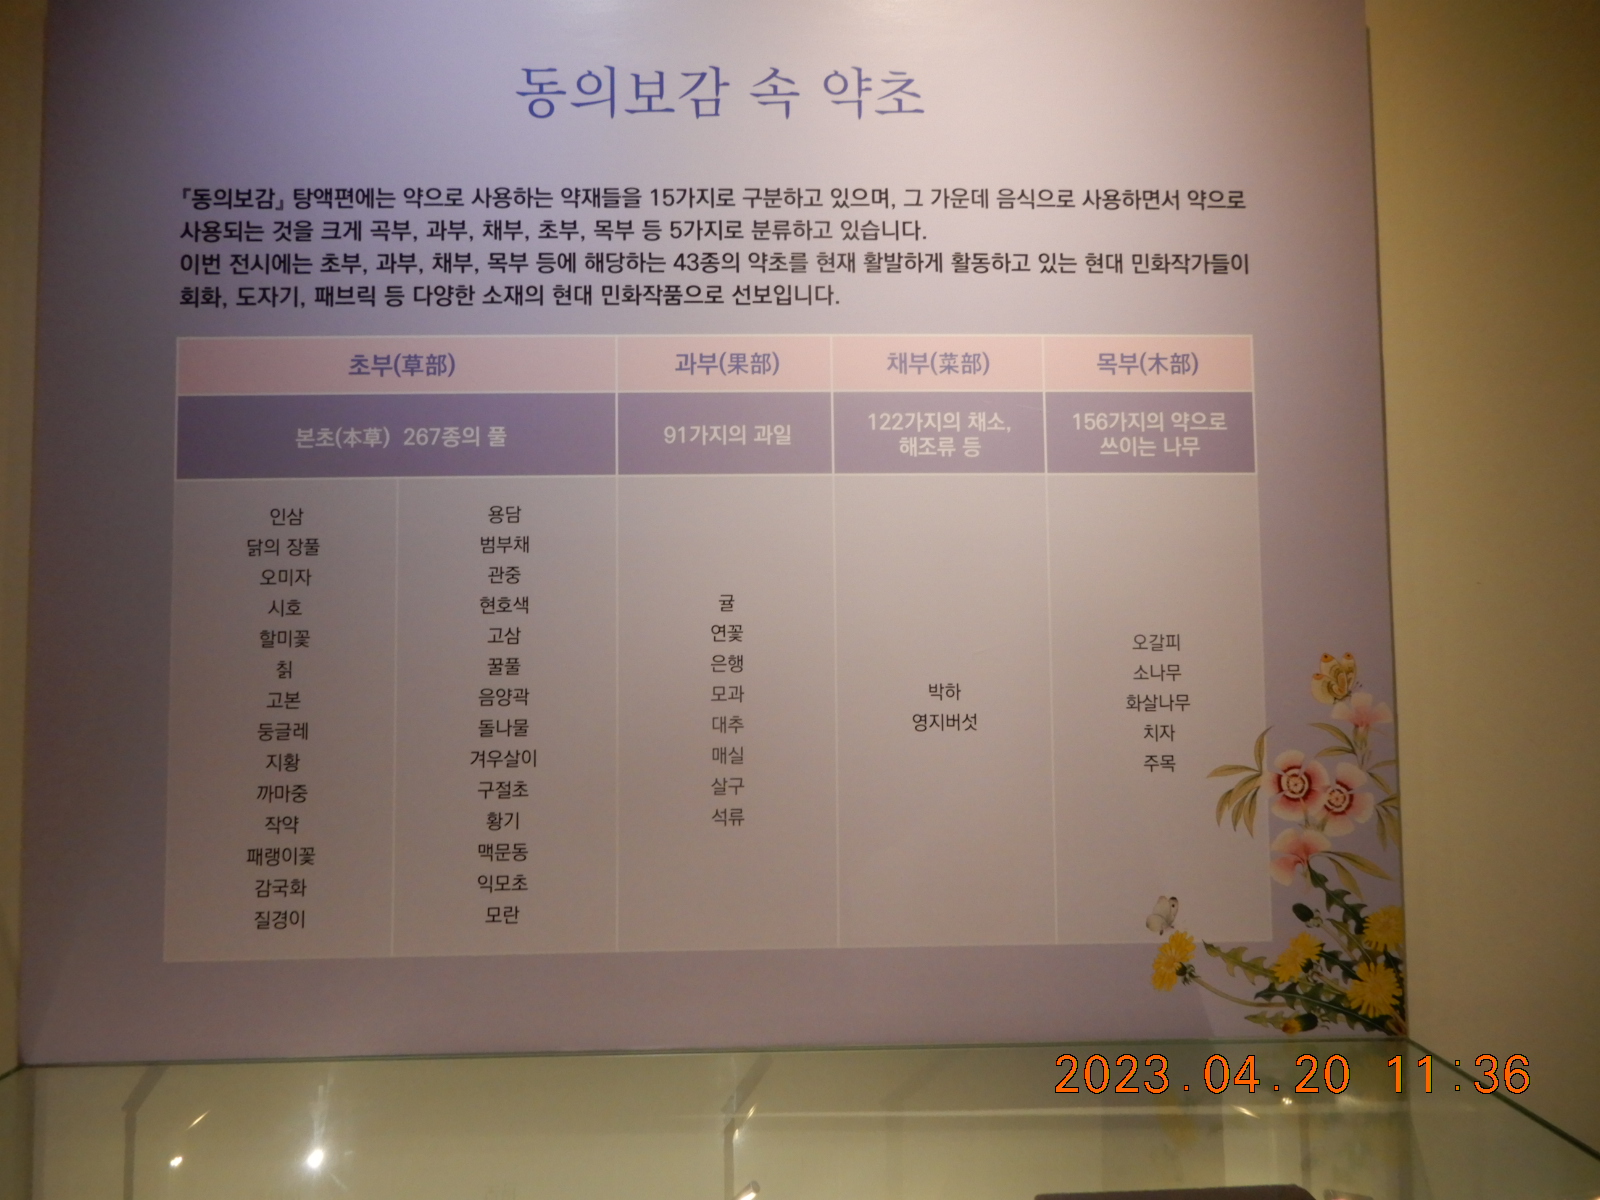 동의보감 속 약초
『동의보감』 탕액편에는 약으로 사용하는 약재들을 15가지로 구분하고 있으며, 그 가운데 음식으로 사용하면서 약으로
사용되는 것을 크게 곡부, 과부, 채부, 초부, 목부 등 5가지로 분류하고 있습니다.
이번 전시에는 초부, 과부, 채부, 목부 등에 해당하는 43종의 약초를 현재 활발하게 활동하고 있는 현대 민화작가들이
회화, 도자기, 패브릭 등 다양한 소재의 현대 민화작품으로 선보입니다.
초부(草部)
본초(本草) 267종의 풀
인삼
닭의 장풀
오미자
시호
할미꽃
칡
고본
둥글레
지황
까마중
작약
패랭이꽃
감국화
질경이
용담
범부채
관중
현호색
고삼
꿀풀
음양곽
돌나물
겨우살이
구절초
황기
맥문동
익모초
모란
과부(果部)
91가지의 과일
귤
연꽃
은행
모과
대추
매실
살구
석류
채부(菜部)
122가지의 채소,
해조류 등
박하
영지버섯
목부(木部)
156가지의 약으로
쓰이는 나무
오갈피
소나무
화살나무
치자
주목
2023.04.20 11:36